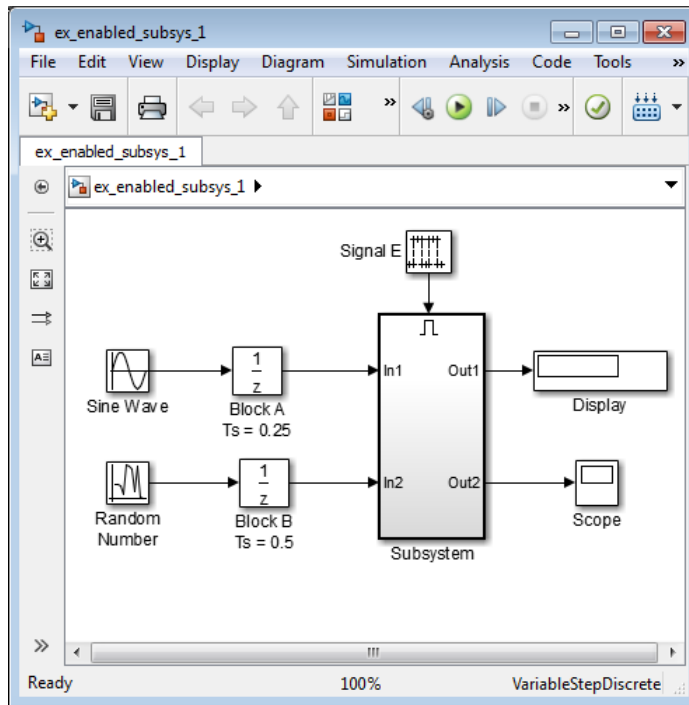 ex_enabled_subsys_1
File Edit View Display Diagram Simulation Analysis Code Tools »
» »
ex_enabled_subsys_1
ex_enabled_subsys_1
Signal E
In1 Out1
1
z
Sine Wave
Block A
Ts = 0.25
Display
In2 Out2
1
z
Random
Number
Block B
Ts = 0.5
Scope
Subsystem
A
»
Ready 100% VariableStepDiscrete